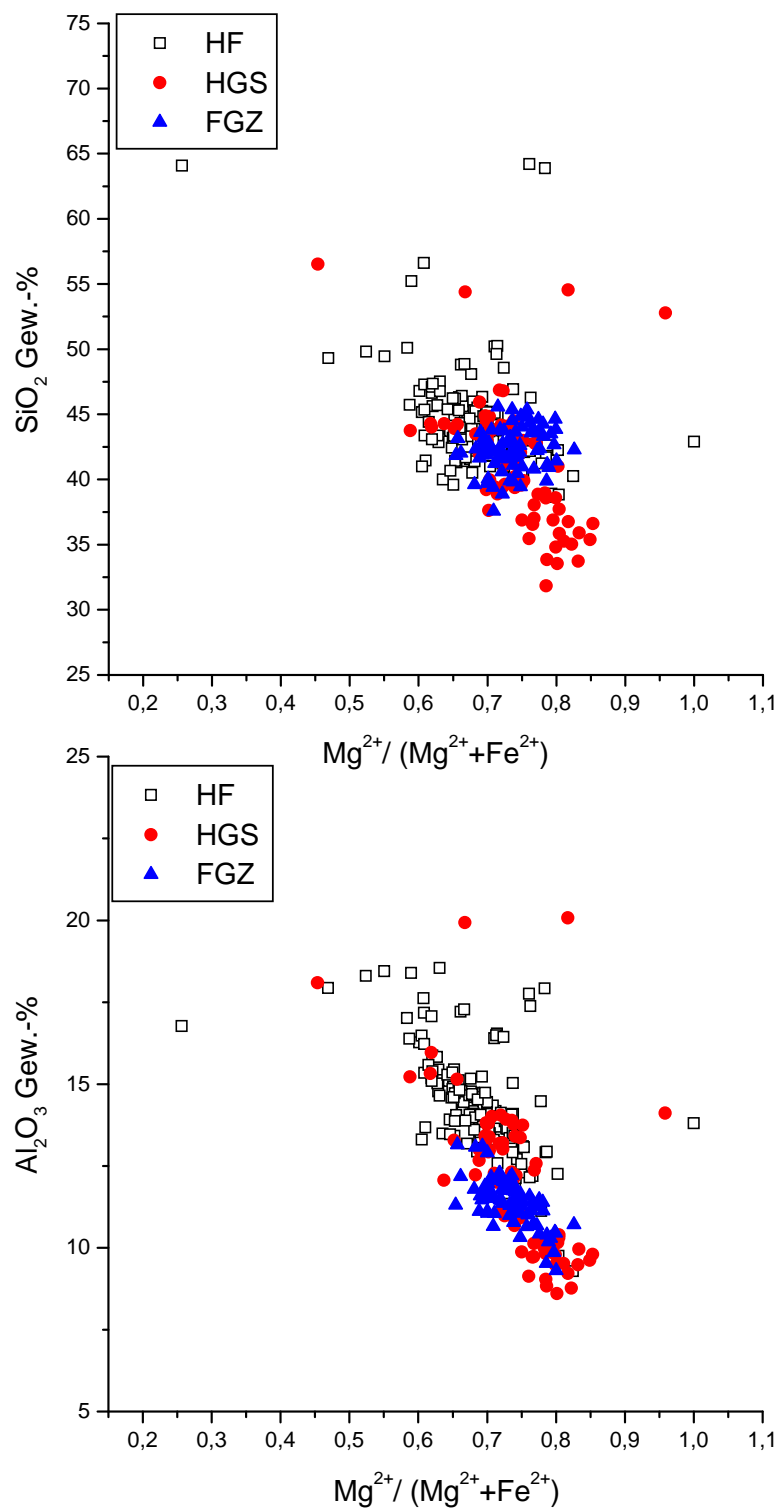 75
70
65
60
55
50
45
40
35
30
25
SiO2 Gew.-%
HF
HGS
FGZ
0,2 0,3 0,4 0,5 0,6 0,7 0,8 0,9 1,0 1,1
Mg2+/ (Mg2++Fe2+)
25
20
15
10
5
Al2O3 Gew.-%
HF
HGS
FGZ
0,2 0,3 0,4 0,5 0,6 0,7 0,8 0,9 1,0 1,1
Mg2+/ (Mg2++Fe2+)